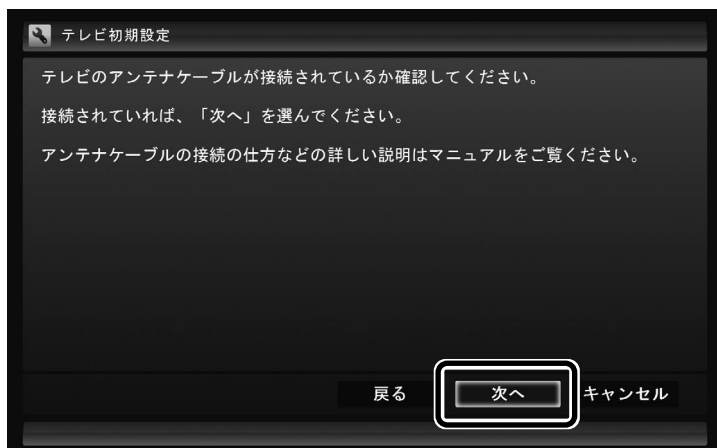 テレビ初期設定
テレビのアンテナケーブルが接続されているか確認してください。
接続されていれば、「次へ」を選んでください。
アンテナケーブルの接続の仕方などの詳しい説明はマニュアルをご覧ください。
戻る 次へ キャンセル